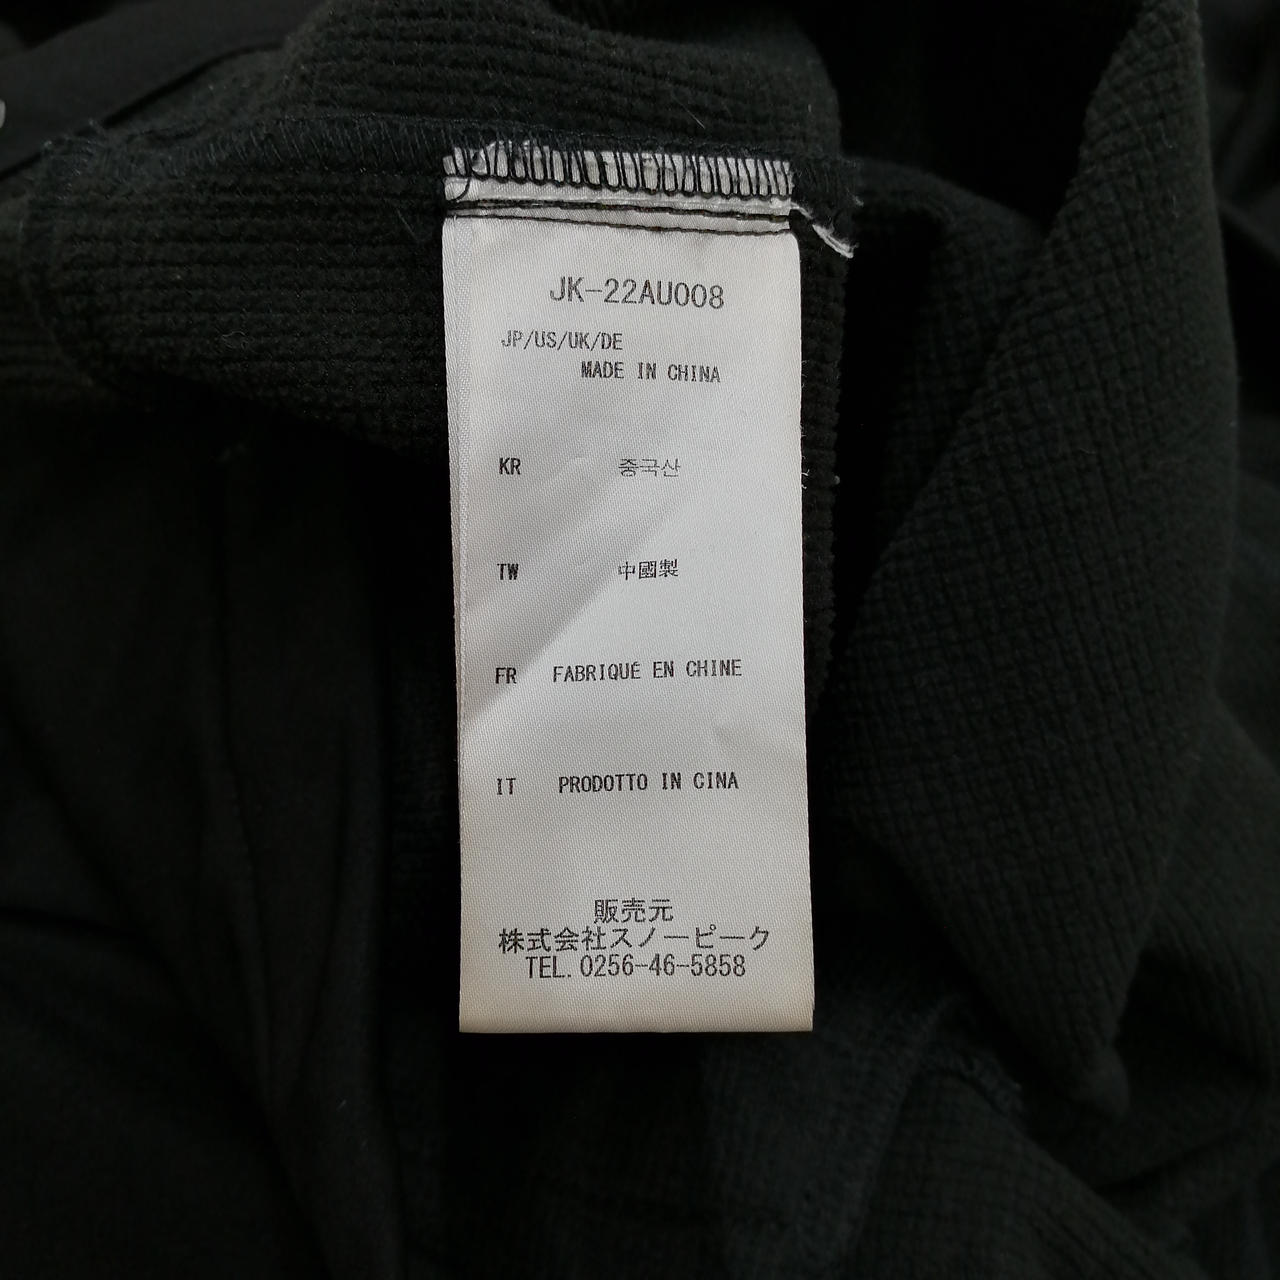 JK-22AU008
JP/US/UK/DE
MADE IN CHINA
KR 중국산
TW 中國製
FR FABRIQUÉ EN CHINE
IT PRODOTTO IN CINA
販売元
株式会社スノーピーク
TEL. 0256-46-5858